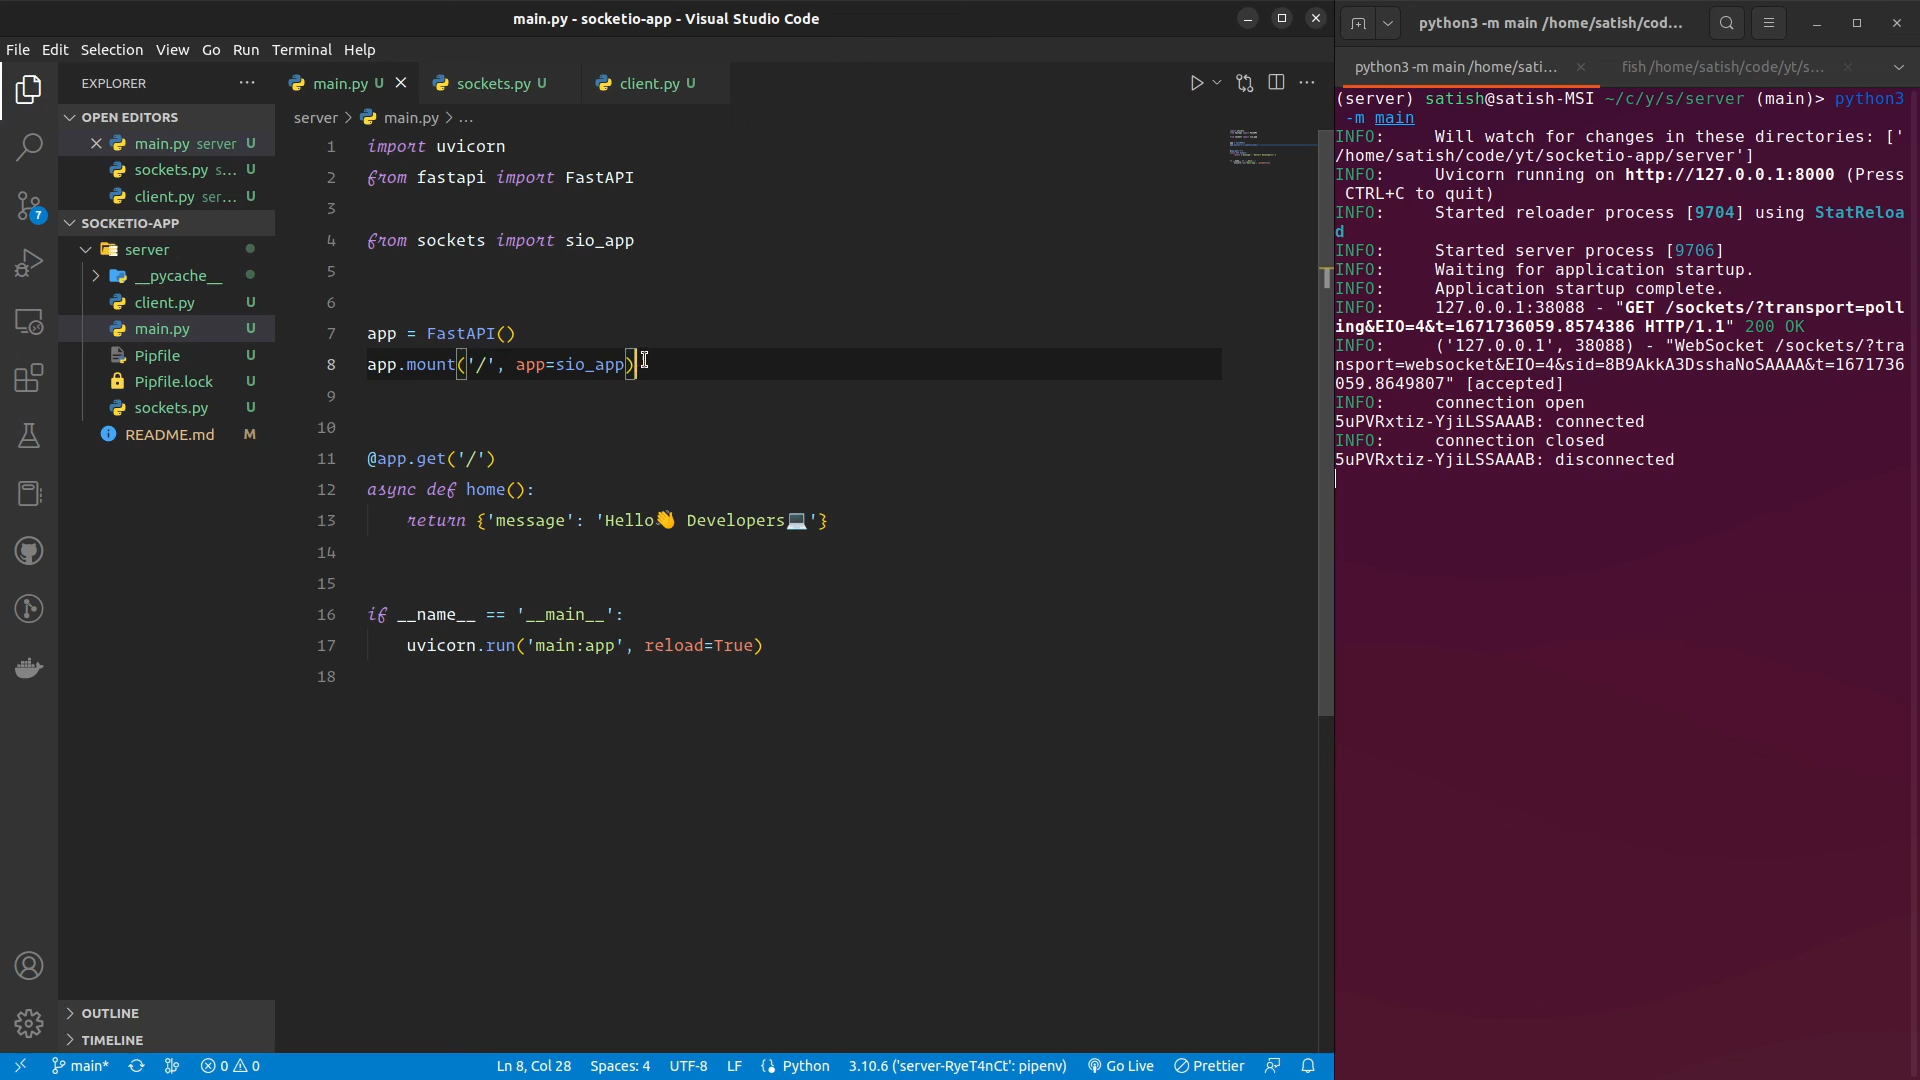 main.py - socketio-app - Visual Studio Code
File Edit Selection View Go Run Terminal Help
EXPLORER
OPEN EDITORS
main.py server U
sockets.py s... U
client.py ser... U
SOCKETIO-APP
server
__pycache__
client.py U
main.py U
Pipfile U
Pipfile.lock U
sockets.py U
README.md M
OUTLINE
TIMELINE
7
main.py U
sockets.py U
client.py U
server > main.py > ...
1 import uvicorn
2 from fastapi import FastAPI
3
4 from sockets import sio_app
5
6
7 app = FastAPI()
8 app.mount('/', app=sio_app)
9
10
11 @app.get('/')
12 async def home():
13 return {'message': 'Hello👋 Developers💻'}
14
15
16 if __name__ == '__main__':
17 uvicorn.run('main:app', reload=True)
18
main* 0 0 Ln 8, Col 28 Spaces: 4 UTF-8 LF Python 3.10.6 ('server-RyeT4nCt': pipenv) Go Live Prettier
python3 -m main /home/satish/cod...
python3 -m main /home/sati... fish /home/satish/code/yt/s...
(server) satish@satish-MSI ~/c/y/s/server (main)> python3
-m main
INFO: Will watch for changes in these directories: ['
/home/satish/code/yt/socketio-app/server']
INFO: Uvicorn running on http://127.0.0.1:8000 (Press
CTRL+C to quit)
INFO: Started reloader process [9704] using StatReloa
d
INFO: Started server process [9706]
INFO: Waiting for application startup.
INFO: Application startup complete.
INFO: 127.0.0.1:38088 - "GET /sockets/?transport=poll
ing&EIO=4&t=1671736059.8574386 HTTP/1.1" 200 OK
INFO: ('127.0.0.1', 38088) - "WebSocket /sockets/?tra
nsport=websocket&EIO=4&sid=8B9AkkA3DsshaNoSAAAA&t=1671736
059.8649807" [accepted]
INFO: connection open
5uPVRxtiz-YjiLSSAAAB: connected
INFO: connection closed
5uPVRxtiz-YjiLSSAAAB: disconnected